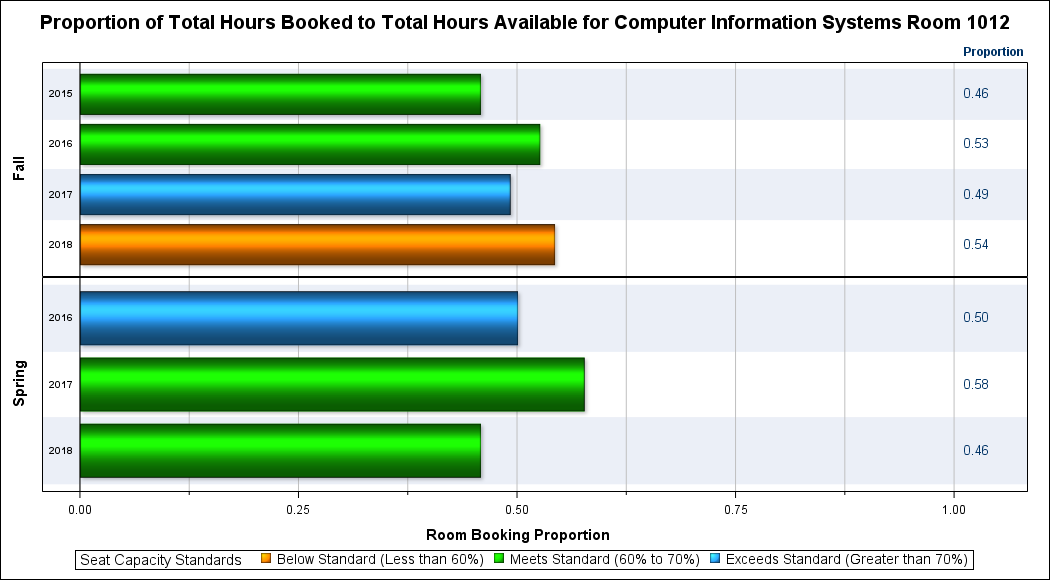 Proportion of Total Hours Booked to Total Hours Available for Computer Information Systems Room 1012
Proportion
Fall
2015 0.46
2016 0.53
2017 0.49
2018 0.54
Spring
2016 0.50
2017 0.58
2018 0.46
0.00 0.25 0.50 0.75 1.00
Room Booking Proportion
Seat Capacity Standards Below Standard (Less than 60%) Meets Standard (60% to 70%) Exceeds Standard (Greater than 70%)